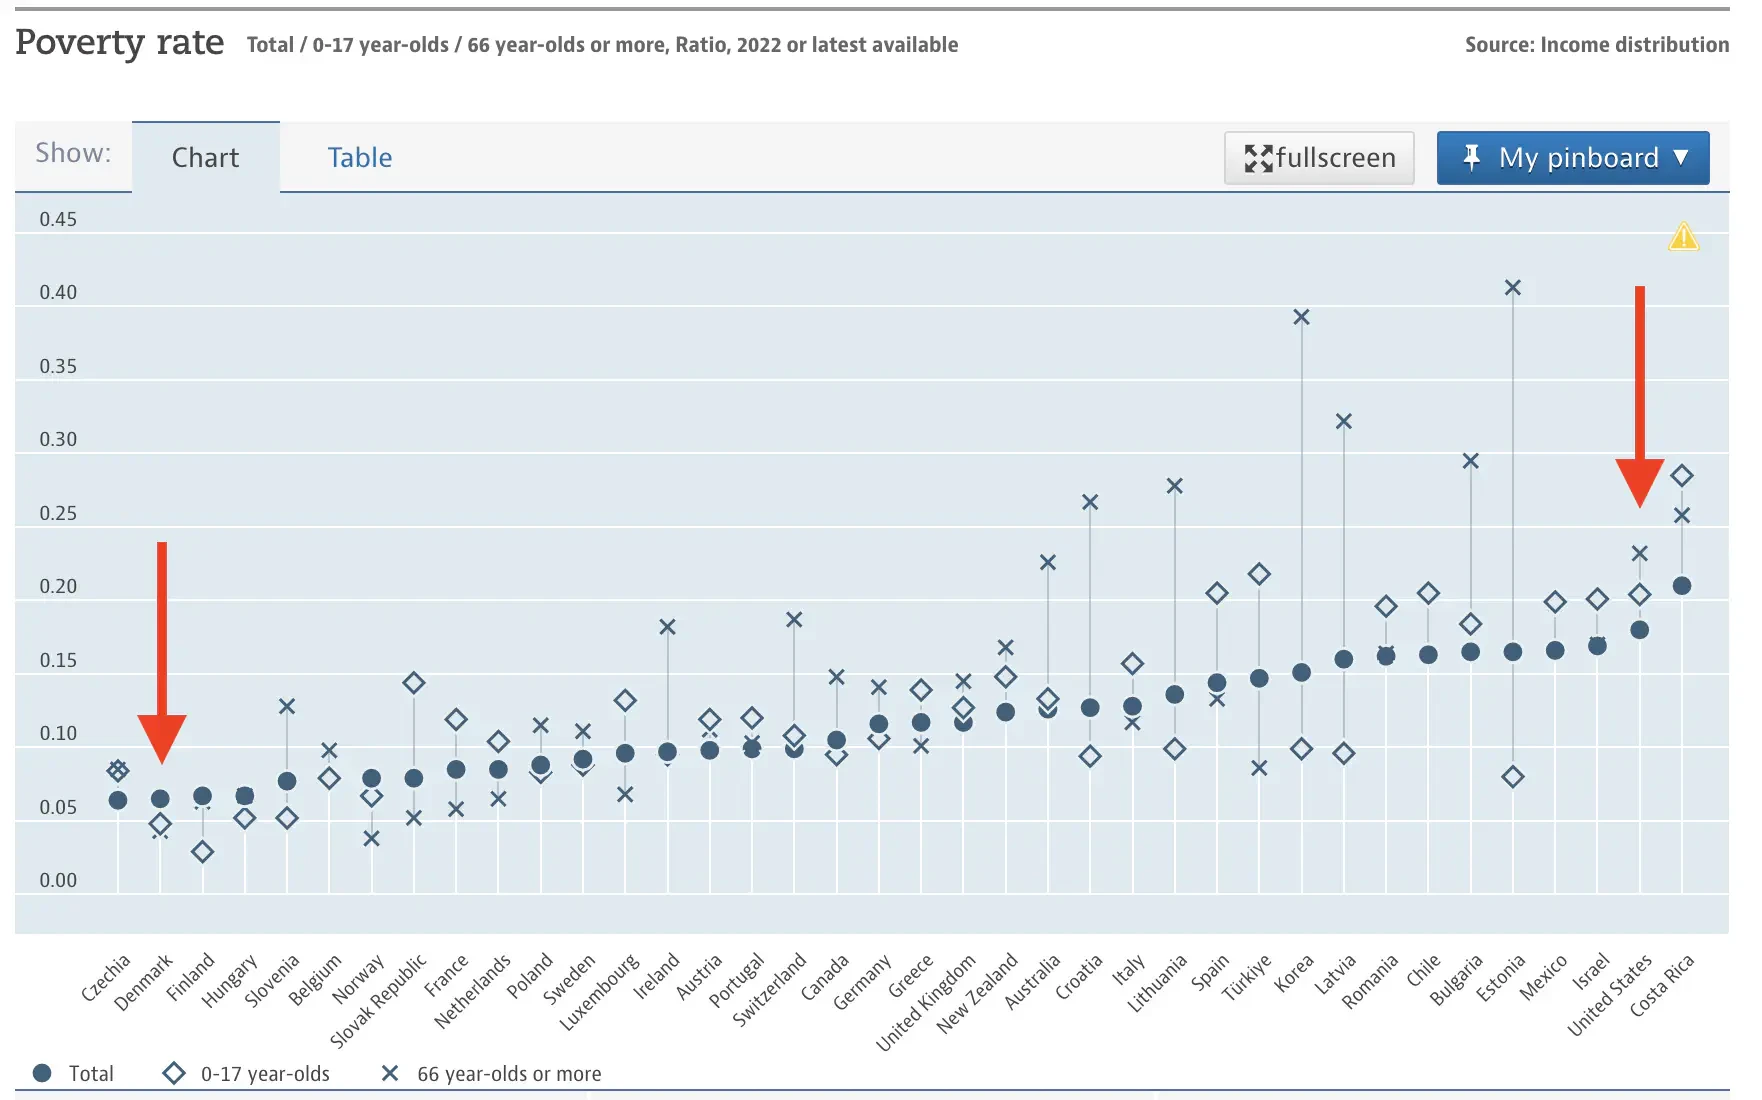 Poverty rate Total / 0-17 year-olds / 66 year-olds or more, Ratio, 2022 or latest available Source: Income distribution
Show: Chart Table fullscreen My pinboard ▼
0.45
0.40
0.35
0.30
0.25
0.20
0.15
0.10
0.05
0.00
Czechia
Denmark
Finland
Hungary
Slovenia
Belgium
Norway
Slovak Republic
France
Netherlands
Poland
Sweden
Luxembourg
Ireland
Austria
Portugal
Switzerland
Canada
Germany
Greece
United Kingdom
New Zealand
Australia
Croatia
Italy
Lithuania
Spain
Türkiye
Korea
Latvia
Romania
Chile
Bulgaria
Estonia
Mexico
Israel
United States
Costa Rica
Total 0-17 year-olds 66 year-olds or more